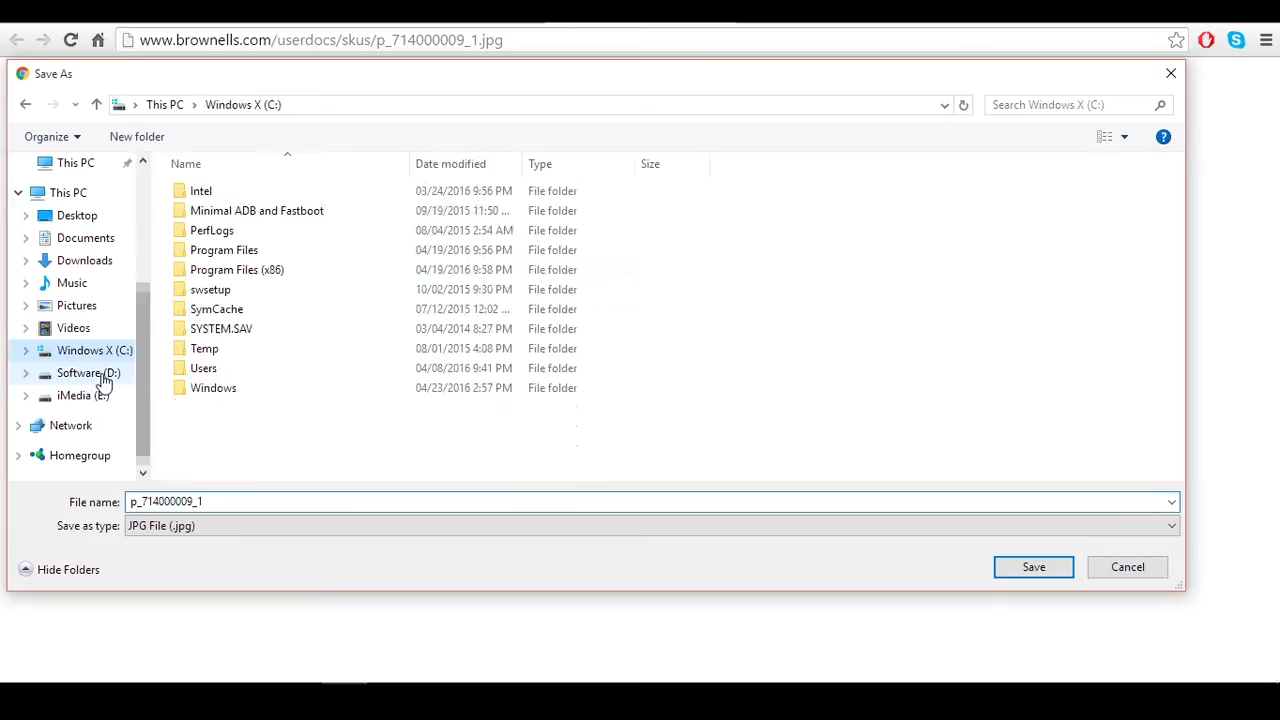 www.brownells.com/userdocs/skus/p_714000009_1.jpg
Save As
This PC Windows X (C:)
Search Windows X (C:)
Organize
New folder
This PC
This PC
Desktop
Documents
Downloads
Music
Pictures
Videos
Windows X (C:)
Software (D:)
iMedia (E:)
Network
Homegroup
Name Date modified Type Size
Intel 03/24/2016 9:56 PM File folder
Minimal ADB and Fastboot 09/19/2015 11:50 ... File folder
PerfLogs 08/04/2015 2:54 AM File folder
Program Files 04/19/2016 9:56 PM File folder
Program Files (x86) 04/19/2016 9:58 PM File folder
swsetup 10/02/2015 9:30 PM File folder
SymCache 07/12/2015 12:02 ... File folder
SYSTEM.SAV 03/04/2014 8:27 PM File folder
Temp 08/01/2015 4:08 PM File folder
Users 04/08/2016 9:41 PM File folder
Windows 04/23/2016 2:57 PM File folder
File name: p_714000009_1
Save as type: JPG File (.jpg)
Hide Folders
Save
Cancel